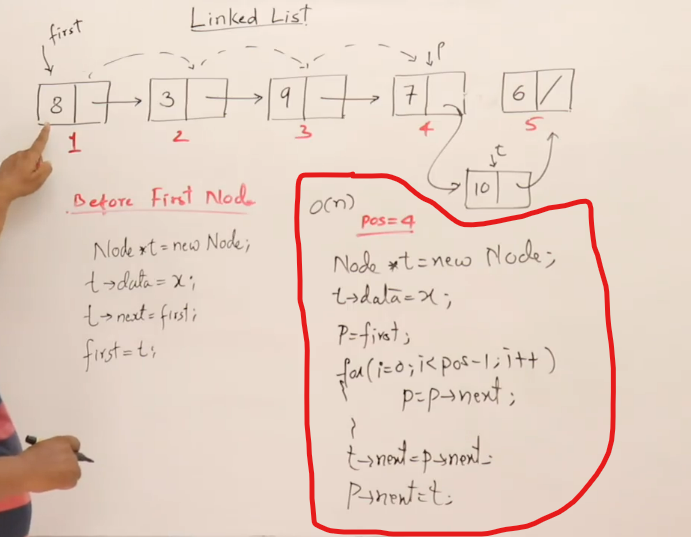 Linked List
first
P
8 3 9 7 6 /
1 2 3 4 5
t
10
Before First Node
Node *t=new Node;
t→data=x;
t→next=first;
first=t;
O(n)
pos=4
Node *t=new Node;
t→data=x;
P=first;
for(i=0;i<pos-1;i++)
{ p=p→next;
}
t→next=p→next;
P→next=t;